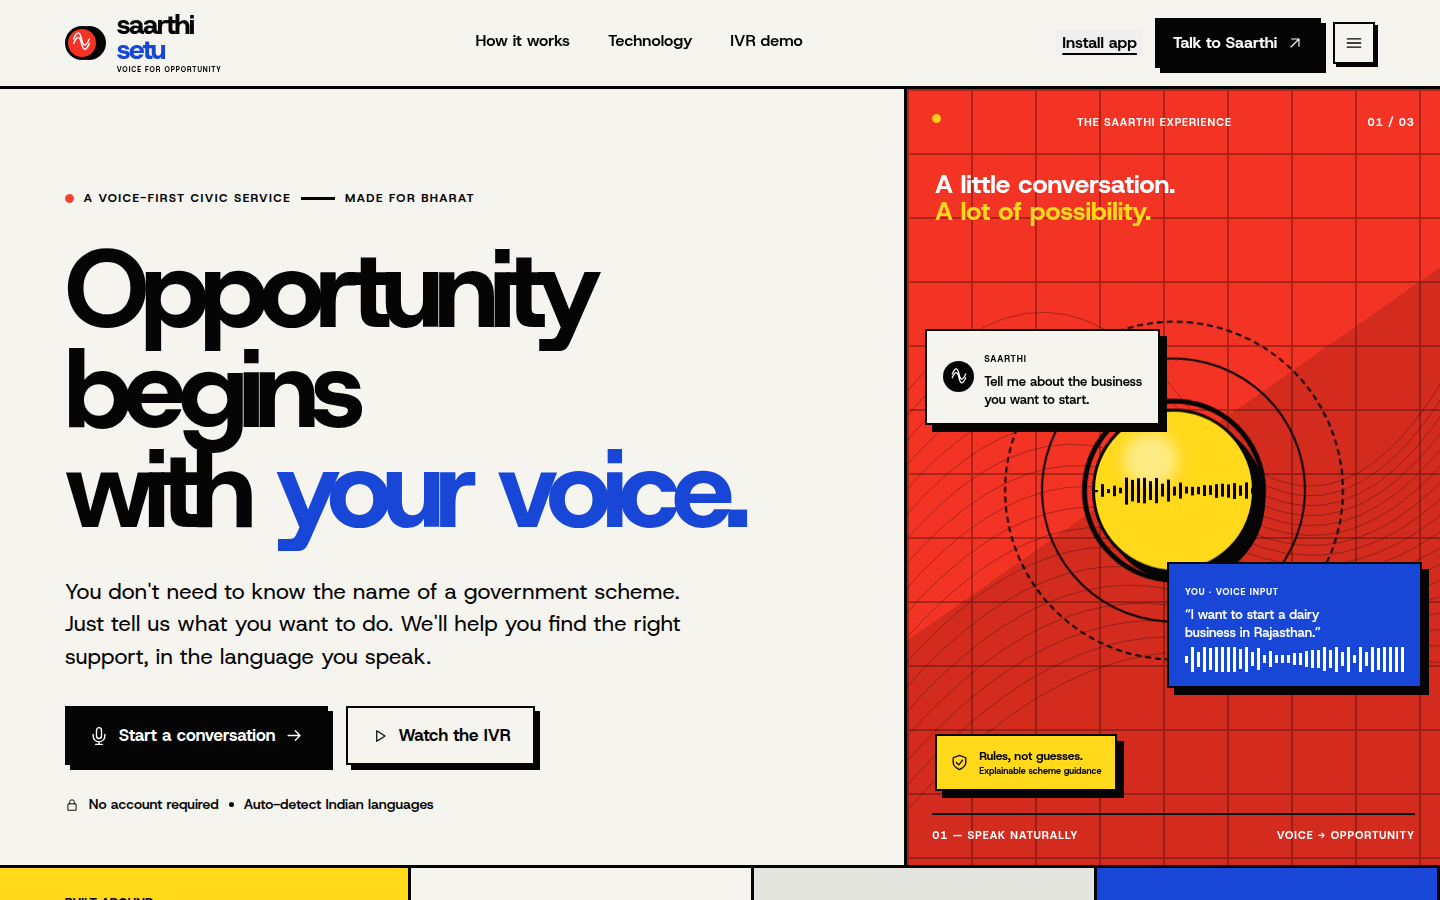 saarthi
setu
VOICE FOR OPPORTUNITY
How it works
Technology
IVR demo
Install app
Talk to Saarthi
A VOICE-FIRST CIVIC SERVICE
MADE FOR BHARAT
Opportunity
begins
with your voice.
You don't need to know the name of a government scheme.
Just tell us what you want to do. We'll help you find the right
support, in the language you speak.
Start a conversation
Watch the IVR
No account required • Auto-detect Indian languages
THE SAARTHI EXPERIENCE
01 / 03
A little conversation.
A lot of possibility.
SAARTHI
Tell me about the business
you want to start.
YOU · VOICE INPUT
“I want to start a dairy
business in Rajasthan.”
Rules, not guesses.
Explainable scheme guidance
01 — SPEAK NATURALLY
VOICE → OPPORTUNITY